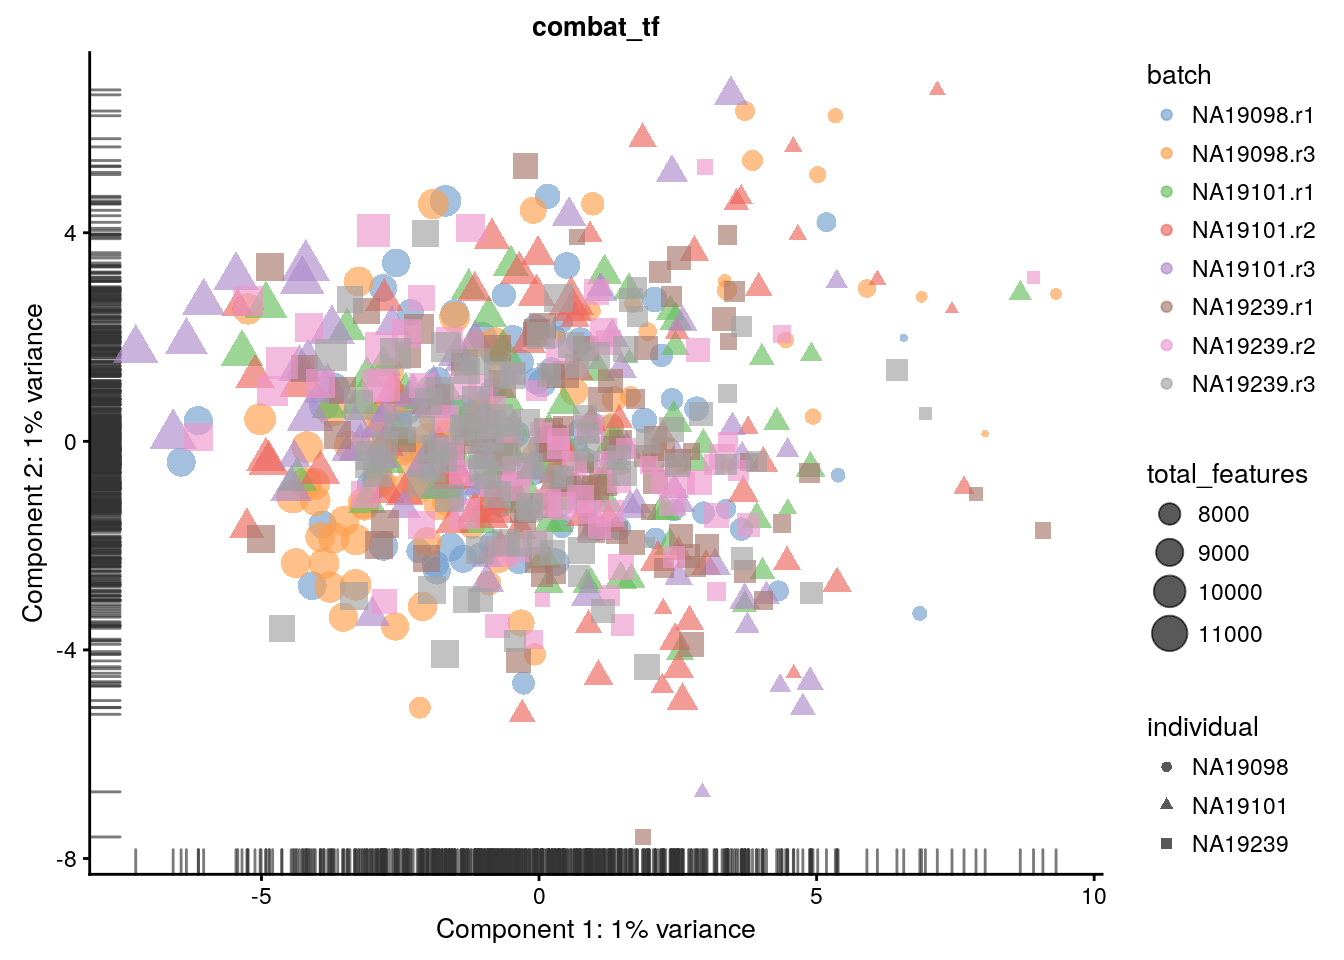 combat_tf
Component 2: 1% variance
4
0
-4
-8
-5
0
5
10
Component 1: 1% variance
batch
NA19098.r1
NA19098.r3
NA19101.r1
NA19101.r2
NA19101.r3
NA19239.r1
NA19239.r2
NA19239.r3
total_features
8000
9000
10000
11000
individual
NA19098
NA19101
NA19239